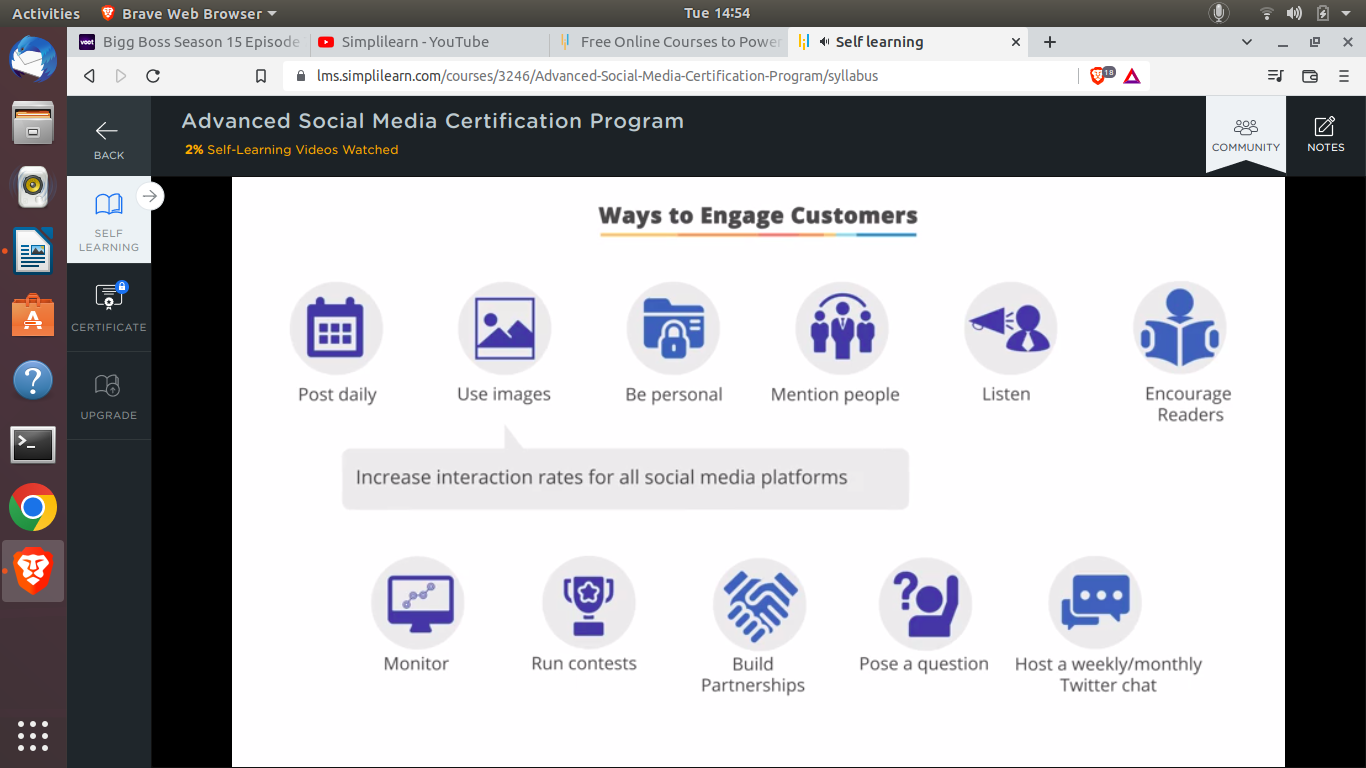 Activities
Brave Web Browser
Tue 14:54
voot
Bigg Boss Season 15 Episode
Simplilearn - YouTube
Free Online Courses to Power
Self learning
lms.simplilearn.com/courses/3246/Advanced-Social-Media-Certification-Program/syllabus
18
BACK
Advanced Social Media Certification Program
2% Self-Learning Videos Watched
COMMUNITY
NOTES
SELF
LEARNING
CERTIFICATE
UPGRADE
Ways to Engage Customers
Post daily
Use images
Be personal
Mention people
Listen
Encourage
Readers
Increase interaction rates for all social media platforms
Monitor
Run contests
Build
Partnerships
Pose a question
Host a weekly/monthly
Twitter chat